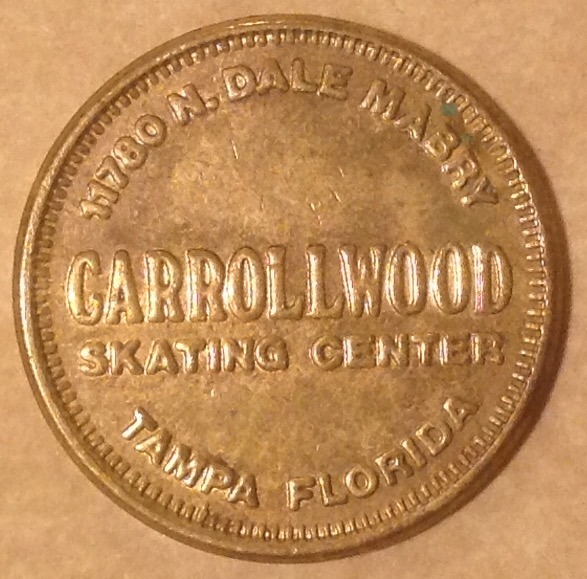 11780 N. DALE MABRY
CARROLLWOOD
SKATING CENTER
TAMPA FLORIDA